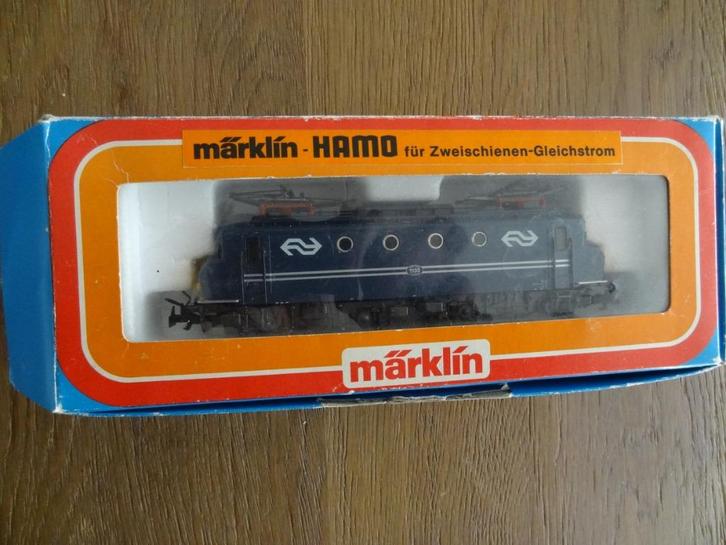 märklin - HAMO für Zweischienen-Gleichstrom
märklin